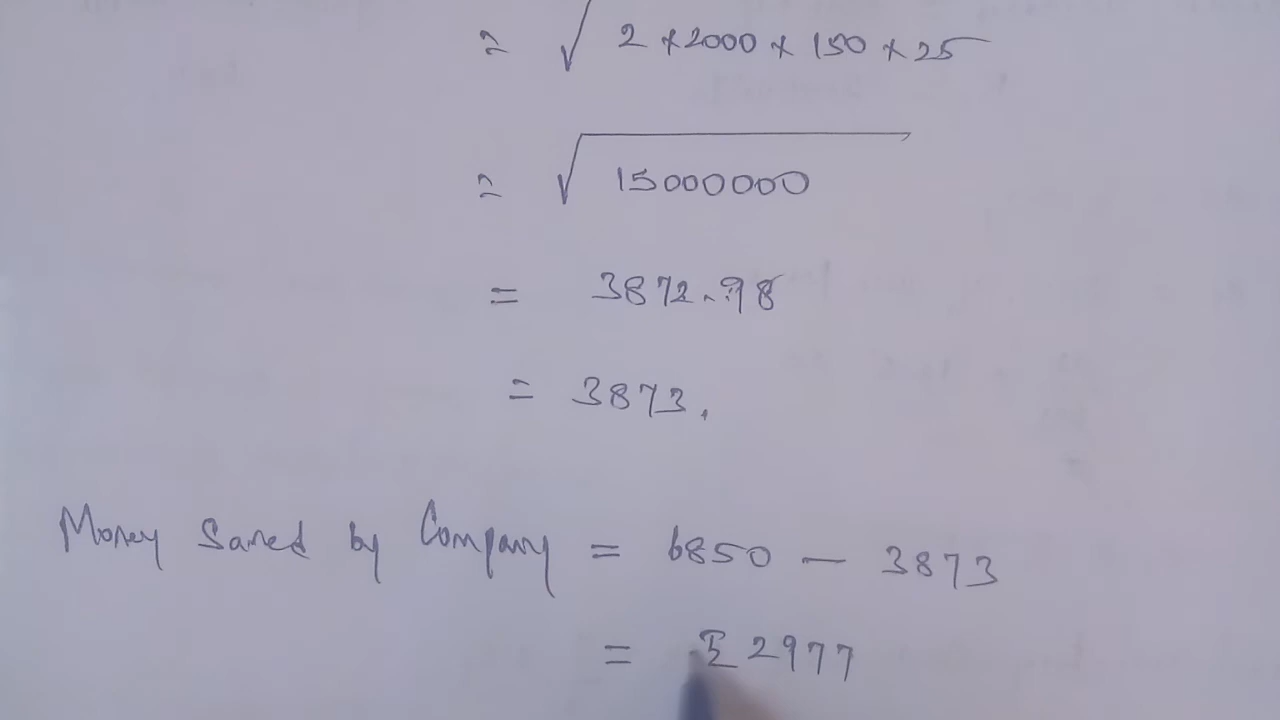 = √ 2 × 2000 × 150 × 25
= √ 15000000
= 3872.98
= 3873.
Money Saved by Company = 6850 — 3873
= ₹ 2977